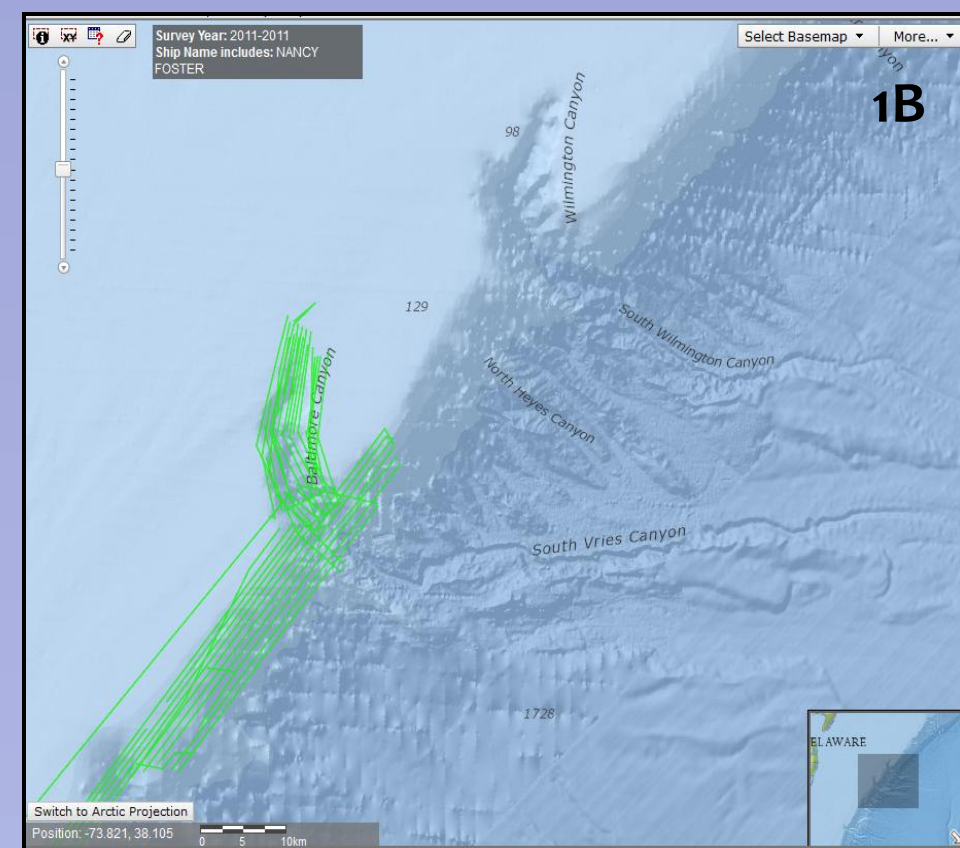 Survey Year: 2011-2011
Ship Name includes: NANCY
FOSTER
Select Basemap
More...
1B
98
Wilmington Canyon
129
South Wilmington Canyon
North Heyes Canyon
Baltimore Canyon
South Vries Canyon
1728
ELAWARE
Switch to Arctic Projection
Position: -73.821, 38.105
0 5 10km
XY
yon